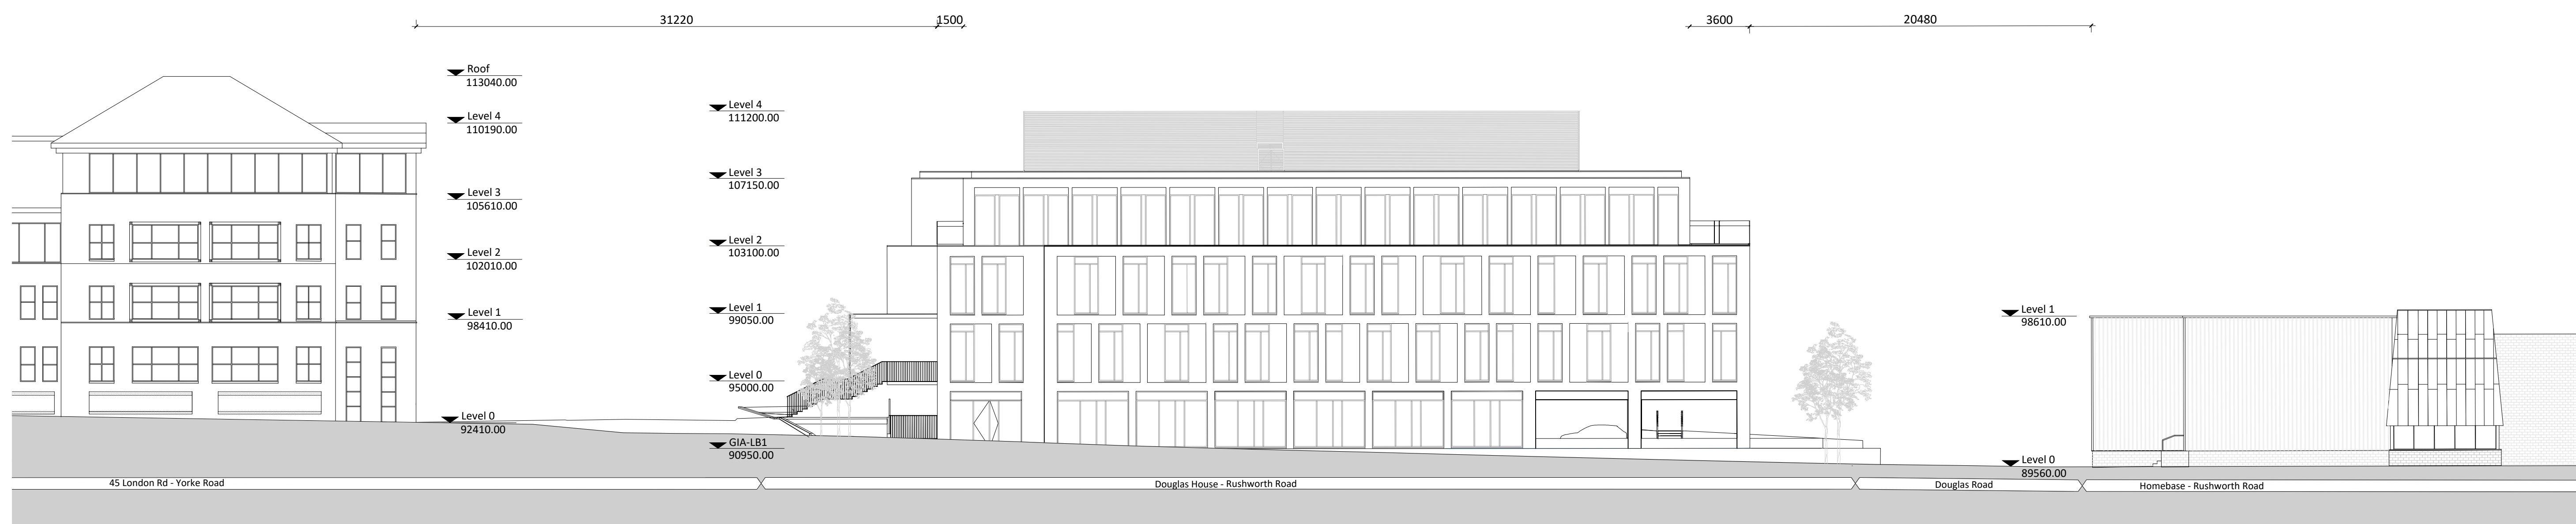 31220
1500
3600
20480
Roof
113040.00
Level 4
110190.00
Level 3
105610.00
Level 2
102010.00
Level 1
98410.00
Level 0
92410.00
Level 4
111200.00
Level 3
107150.00
Level 2
103100.00
Level 1
99050.00
Level 0
95000.00
GIA-LB1
90950.00
Level 1
98610.00
Level 0
89560.00
45 London Rd - Yorke Road
Douglas House - Rushworth Road
Douglas Road
Homebase - Rushworth Road